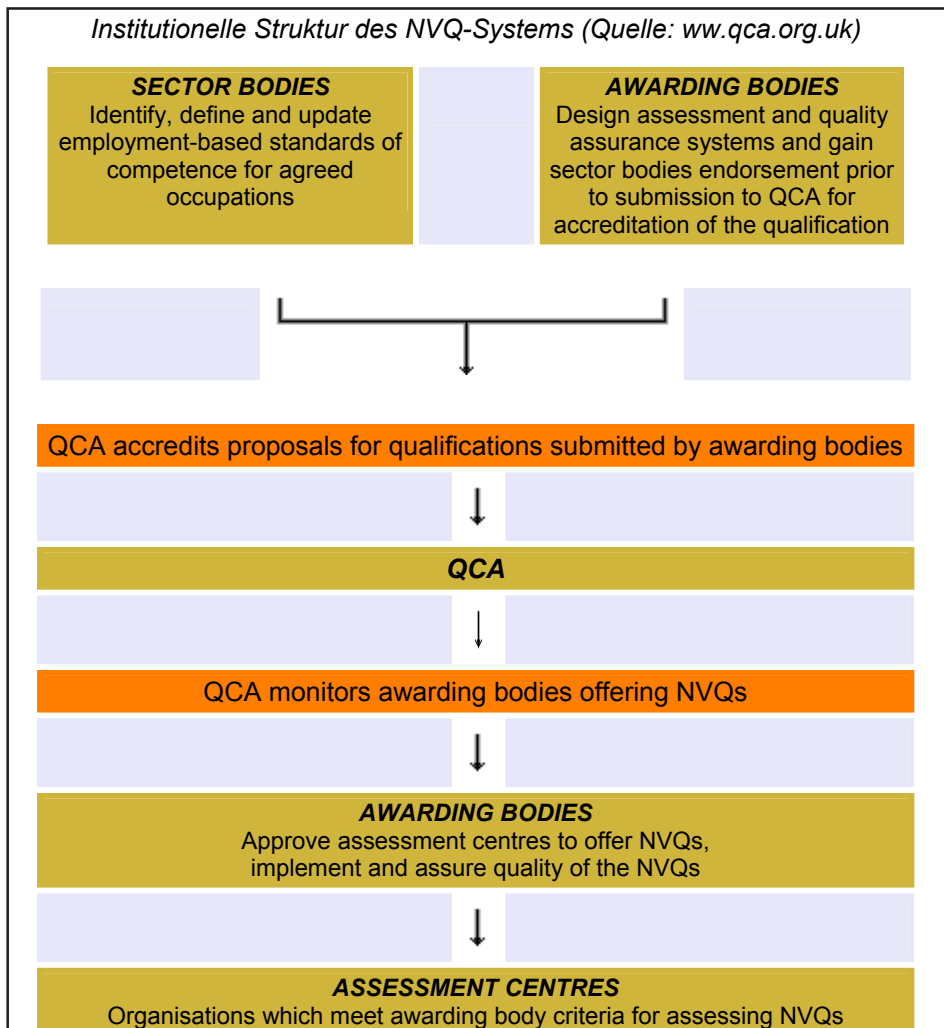 Institutionelle Struktur des NVQ-Systems (Quelle: ww.qca.org.uk)
SECTOR BODIES
Identify, define and update
employment-based standards of
competence for agreed
occupations
AWARDING BODIES
Design assessment and quality
assurance systems and gain
sector bodies endorsement prior
to submission to QCA for
accreditation of the qualification
QCA accredits proposals for qualifications submitted by awarding bodies
QCA
QCA monitors awarding bodies offering NVQs
AWARDING BODIES
Approve assessment centres to offer NVQs,
implement and assure quality of the NVQs
ASSESSMENT CENTRES
Organisations which meet awarding body criteria for assessing NVQs